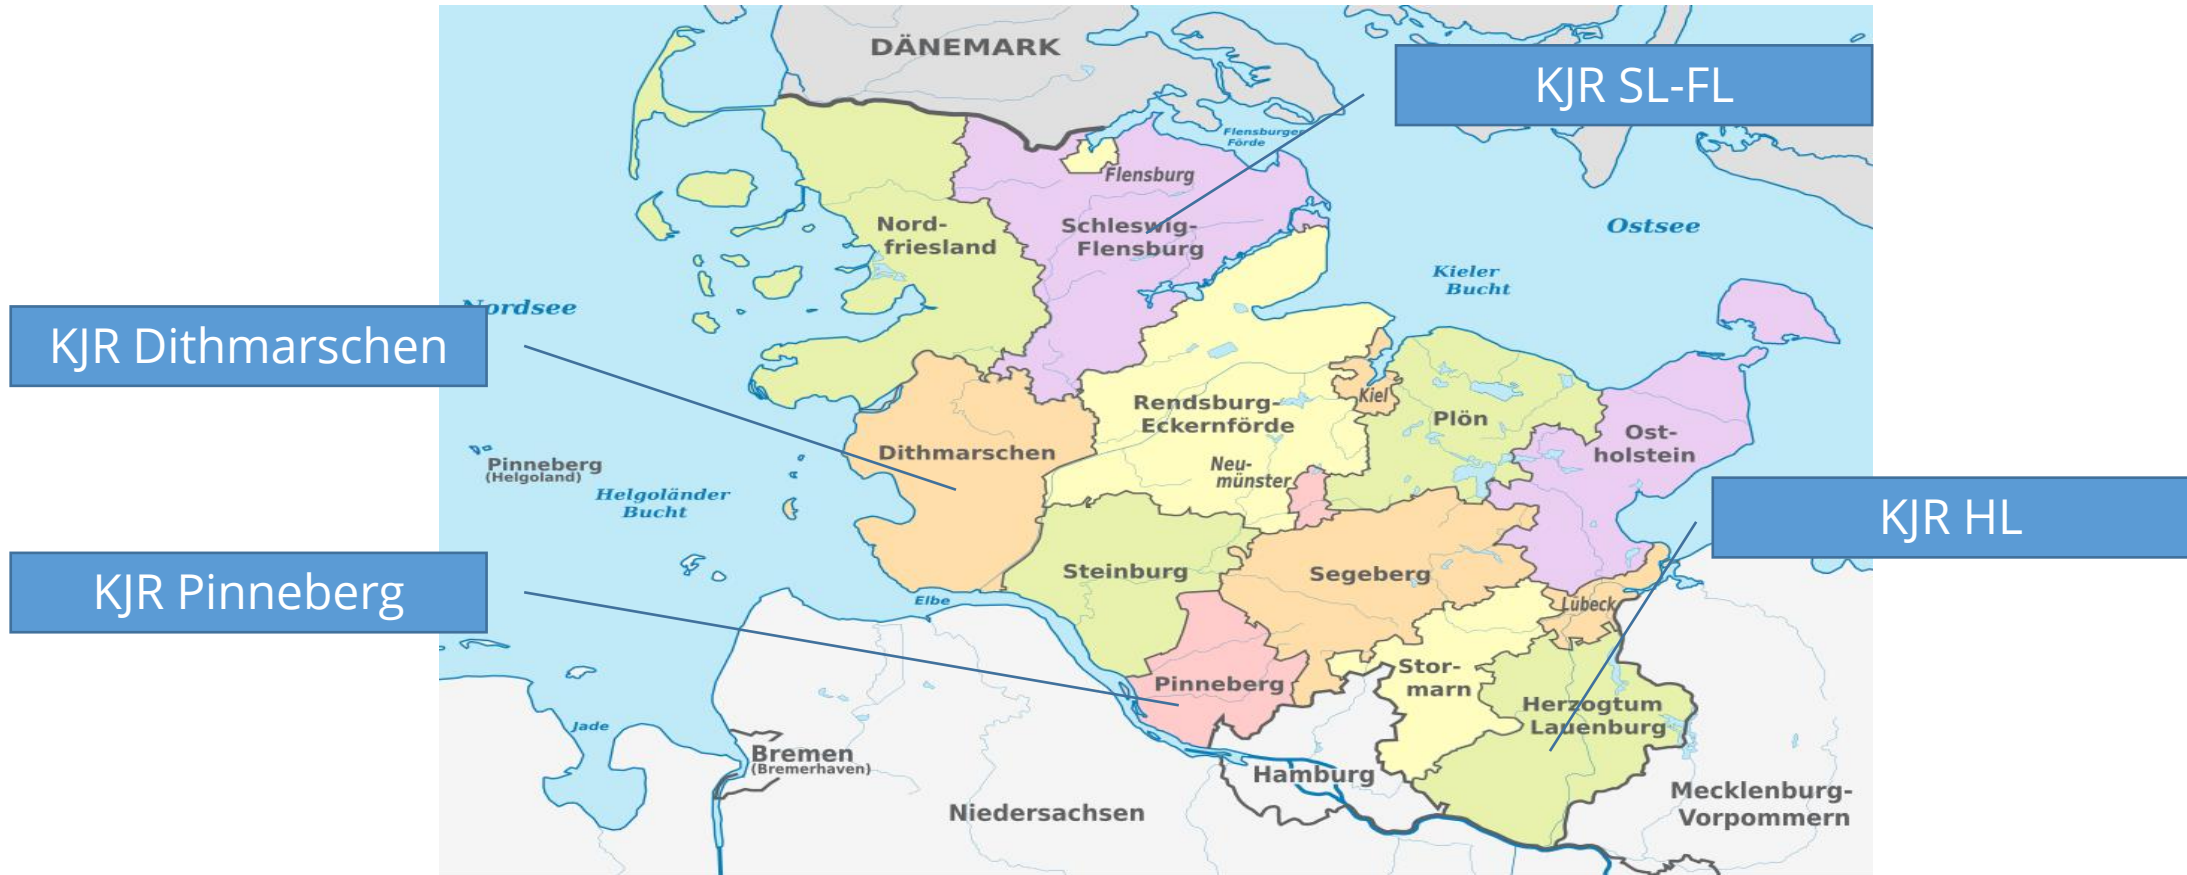 DÄNEMARK
KJR SL-FL
Flensburger
Förde
Flensburg
Nord-
friesland
Schleswig-
Flensburg
Ostsee
Kieler
Bucht
Nordsee
KJR Dithmarschen
Kiel
Rendsburg-
Eckernförde
Plön
Ost-
holstein
Dithmarschen
Neu-
münster
Pinneberg
(Helgoland)
Helgoländer
Bucht
KJR HL
Steinburg
Segeberg
KJR Pinneberg
Elbe
Lübeck
Stor-
marn
Pinneberg
Herzogtum
Lauenburg
Jade
Bremen
(Bremerhaven)
Hamburg
Niedersachsen
Mecklenburg-
Vorpommern